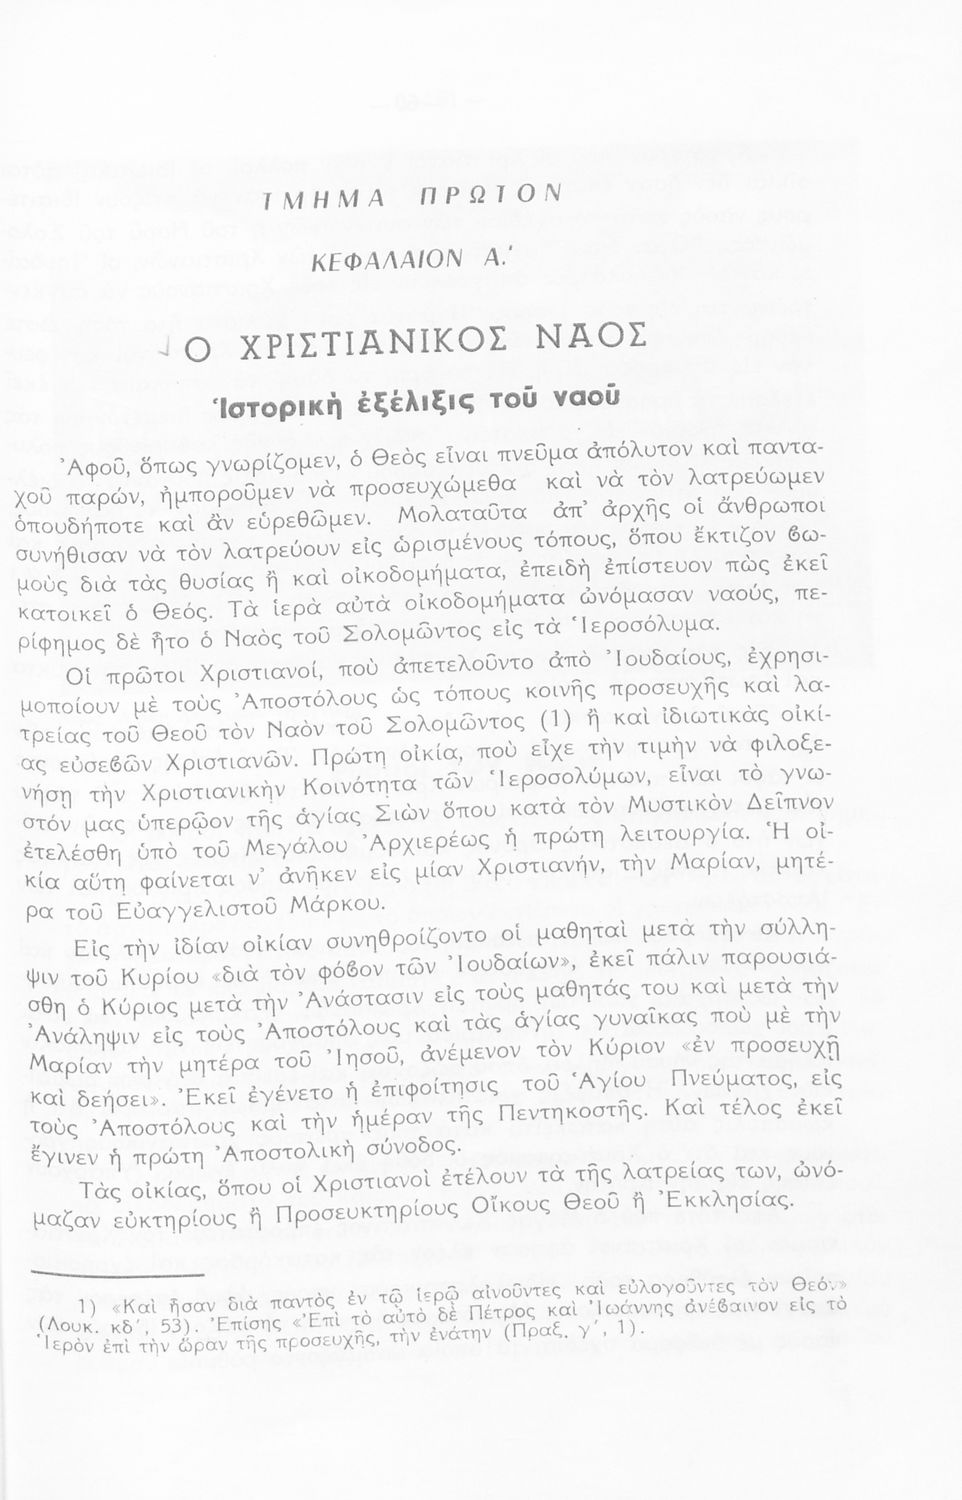 ΤΜΗΜΑ ΠΡΩΤΟΝ
ΚΕΦΑΛΑΙΟΝ Α.'
Ο ΧΡΙΣΤΙΑΝΙΚΟΣ ΝΑΟΣ
Ἱστορικὴ ἐξέλιξις τοῦ ναοῦ
Ἀφοῦ, ὅπως γνωρίζομεν, ὁ Θεὸς εἶναι πνεῦμα ἀπόλυτον καὶ παντα-
χοῦ παρών, ἠμποροῦμεν νὰ προσευχώμεθα καὶ νὰ τὸν λατρεύωμεν
ὁπουδήποτε καὶ ἂν εὑρεθῶμεν. Μολαταῦτα ἀπ’ ἀρχῆς οἱ ἄνθρωποι
συνήθισαν νὰ τὸν λατρεύουν εἰς ὡρισμένους τόπους, ὅπου ἔκτιζον βω-
μοὺς διὰ τὰς θυσίας ἢ καὶ οἰκοδομήματα, ἐπειδὴ ἐπίστευον πὼς ἐκεῖ
κατοικεῖ ὁ Θεός. Τὰ ἱερὰ αὐτὰ οἰκοδομήματα ὠνόμασαν ναούς, πε-
ρίφημος δὲ ἦτο ὁ Ναὸς τοῦ Σολομῶντος εἰς τὰ Ἱεροσόλυμα.
Οἱ πρῶτοι Χριστιανοί, ποὺ ἀπετελοῦντο ἀπὸ Ἰουδαίους, ἐχρησι-
μοποίουν μὲ τοὺς Ἀποστόλους ὡς τόπους κοινῆς προσευχῆς καὶ λα-
τρείας τοῦ Θεοῦ τὸν Ναὸν τοῦ Σολομῶντος (1) ἢ καὶ ἰδιωτικὰς οἰκί-
ας εὐσεβῶν Χριστιανῶν. Πρώτη οἰκία, ποὺ εἶχε τὴν τιμὴν νὰ φιλοξε-
νήσῃ τὴν Χριστιανικὴν Κοινότητα τῶν Ἱεροσολύμων, εἶναι τὸ γνω-
στόν μας ὑπερῷον τῆς ἁγίας Σιὼν ὅπου κατὰ τὸν Μυστικὸν Δεῖπνον
ἐτελέσθη ὑπὸ τοῦ Μεγάλου Ἀρχιερέως ἡ πρώτη λειτουργία. Ἡ οἰ-
κία αὕτη φαίνεται ν’ ἀνῆκεν εἰς μίαν Χριστιανήν, τὴν Μαρίαν, μητέ-
ρα τοῦ Εὐαγγελιστοῦ Μάρκου.
Εἰς τὴν ἰδίαν οἰκίαν συνηθροίζοντο οἱ μαθηταὶ μετὰ τὴν σύλλη-
ψιν τοῦ Κυρίου «διὰ τὸν φόβον τῶν Ἰουδαίων», ἐκεῖ πάλιν παρουσιά-
σθη ὁ Κύριος μετὰ τὴν Ἀνάστασιν εἰς τοὺς μαθητάς του καὶ μετὰ τὴν
Ἀνάληψιν εἰς τοὺς Ἀποστόλους καὶ τὰς ἁγίας γυναῖκας ποὺ μὲ τὴν
Μαρίαν τὴν μητέρα τοῦ Ἰησοῦ, ἀνέμενον τὸν Κύριον «ἐν προσευχῇ
καὶ δεήσει». Ἐκεῖ ἐγένετο ἡ ἐπιφοίτησις τοῦ Ἁγίου Πνεύματος, εἰς
τοὺς Ἀποστόλους καὶ τὴν ἡμέραν τῆς Πεντηκοστῆς. Καὶ τέλος ἐκεῖ
ἔγινεν ἡ πρώτη Ἀποστολικὴ σύνοδος.
Τὰς οἰκίας, ὅπου οἱ Χριστιανοὶ ἐτέλουν τὰ τῆς λατρείας των, ὠνό-
μαζαν εὐκτηρίους ἢ Προσευκτηρίους Οἴκους Θεοῦ ἢ Ἐκκλησίας.
1) «Καὶ ἦσαν διὰ παντὸς ἐν τῷ ἱερῷ αἰνοῦντες καὶ εὐλογοῦντες τὸν Θεόν»
(Λουκ. κδ', 53). Ἐπίσης «Ἐπὶ τὸ αὐτὸ δὲ Πέτρος καὶ Ἰωάννης ἀνέβαινον εἰς τὸ
Ἱερὸν ἐπὶ τὴν ὥραν τῆς προσευχῆς, τὴν ἐνάτην (Πραξ. γ', 1).